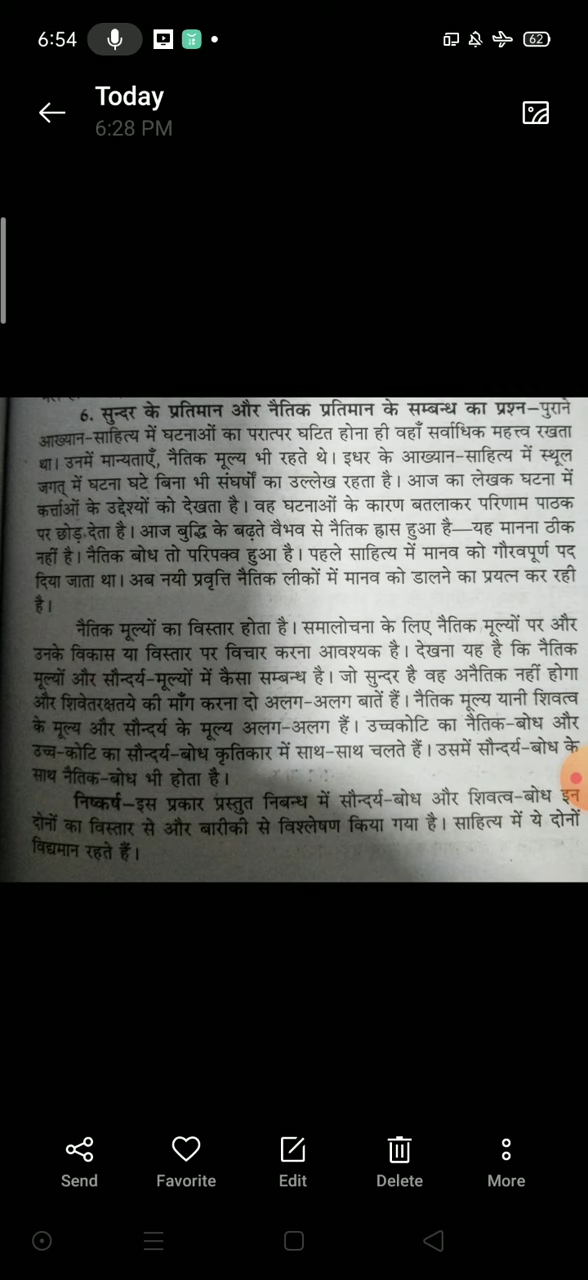 6:54
62
Today
6:28 PM
6. सुन्दर के प्रतिमान और नैतिक प्रतिमान के सम्बन्ध का प्रश्न–पुराने
आख्यान-साहित्य में घटनाओं का परात्पर घटित होना ही वहाँ सर्वाधिक महत्त्व रखता
था। उनमें मान्यताएँ, नैतिक मूल्य भी रहते थे। इधर के आख्यान-साहित्य में स्थूल
जगत् में घटना घटे बिना भी संघर्षों का उल्लेख रहता है। आज का लेखक घटना में
कर्त्ताओं के उद्देश्यों को देखता है। वह घटनाओं के कारण बतलाकर परिणाम पाठक
पर छोड़ देता है। आज बुद्धि के बढ़ते वैभव से नैतिक ह्रास हुआ है—यह मानना ठीक
नहीं है। नैतिक बोध तो परिपक्व हुआ है। पहले साहित्य में मानव को गौरवपूर्ण पद
दिया जाता था। अब नयी प्रवृत्ति नैतिक लीकों में मानव को डालने का प्रयत्न कर रही
है।
नैतिक मूल्यों का विस्तार होता है। समालोचना के लिए नैतिक मूल्यों पर और
उनके विकास या विस्तार पर विचार करना आवश्यक है। देखना यह है कि नैतिक
मूल्यों और सौन्दर्य-मूल्यों में कैसा सम्बन्ध है। जो सुन्दर है वह अनैतिक नहीं होगा
और शिवेतरक्षतये की माँग करना दो अलग-अलग बातें हैं। नैतिक मूल्य यानी शिवत्व
के मूल्य और सौन्दर्य के मूल्य अलग-अलग हैं। उच्चकोटि का नैतिक-बोध और
उच्च-कोटि का सौन्दर्य-बोध कृतिकार में साथ-साथ चलते हैं। उसमें सौन्दर्य-बोध के
साथ नैतिक-बोध भी होता है।
निष्कर्ष–इस प्रकार प्रस्तुत निबन्ध में सौन्दर्य-बोध और शिवत्व-बोध इन
दोनों का विस्तार से और बारीकी से विश्लेषण किया गया है। साहित्य में ये दोनों
विद्यमान रहते हैं।
Send Favorite Edit Delete More